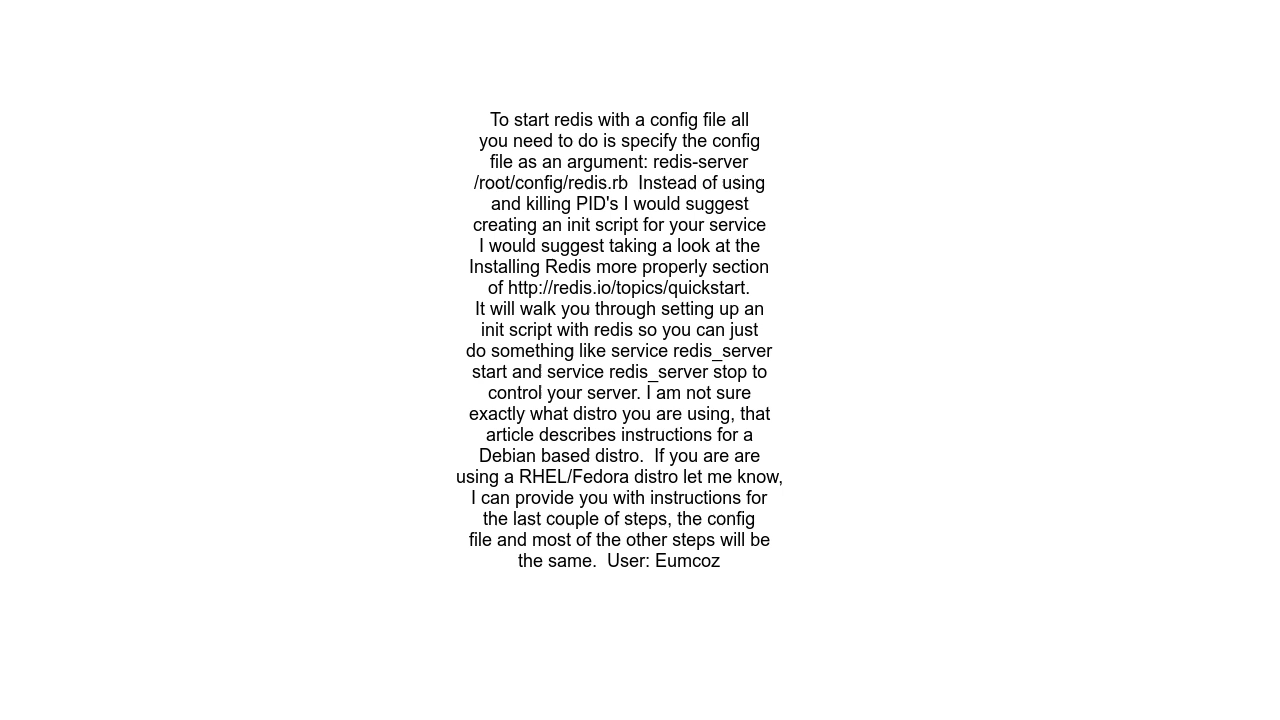 To start redis with a config file all
you need to do is specify the config
file as an argument: redis-server
/root/config/redis.rb  Instead of using
and killing PID's I would suggest
creating an init script for your service
I would suggest taking a look at the
Installing Redis more properly section
of http://redis.io/topics/quickstart.
It will walk you through setting up an
init script with redis so you can just
do something like service redis_server
start and service redis_server stop to
control your server. I am not sure
exactly what distro you are using, that
article describes instructions for a
Debian based distro.  If you are are
using a RHEL/Fedora distro let me know,
I can provide you with instructions for
the last couple of steps, the config
file and most of the other steps will be
the same.  User: Eumcoz